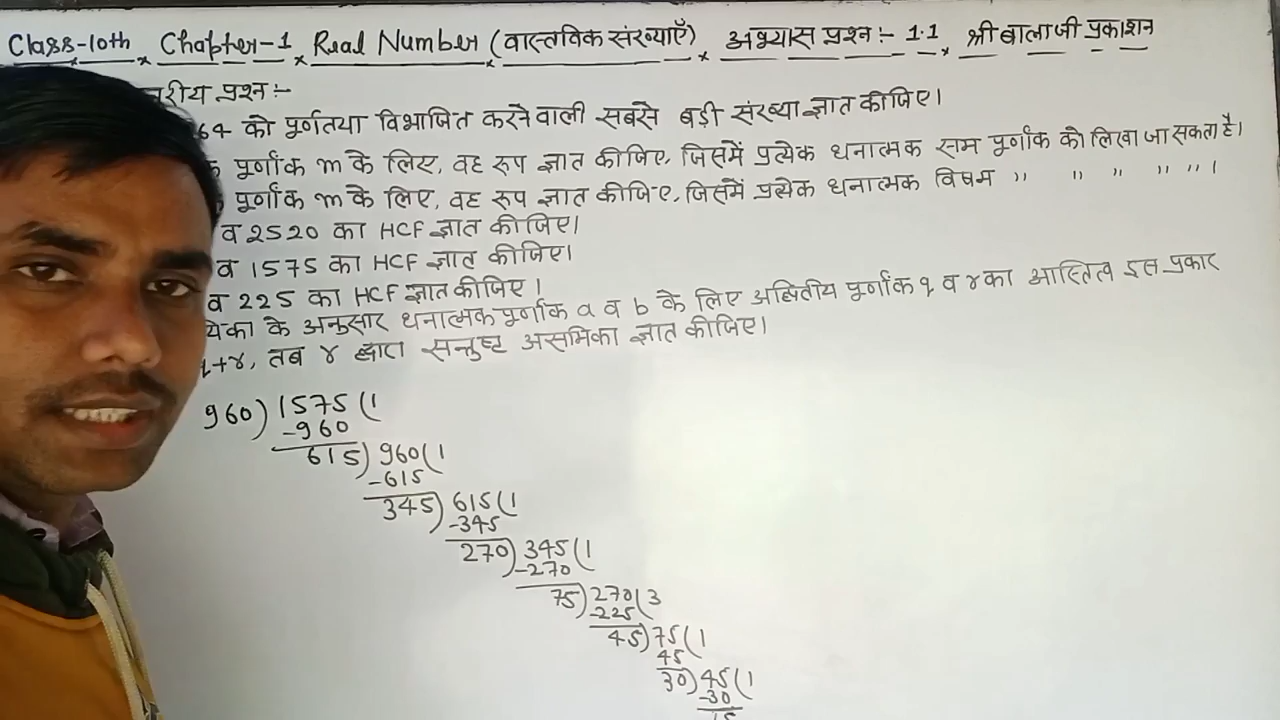 Class-10th × Chapter-1 × Real Number (वास्तविक संख्याएँ) × अभ्यास प्रश्न :- 1.1 × श्री बालाजी प्रकाशन
प्रश्न :-
64 को पूर्णतया विभाजित करने वाली सबसे बड़ी संख्या ज्ञात कीजिए।
पूर्णांक m के लिए, वह रूप ज्ञात कीजिए, जिसमें प्रत्येक धनात्मक सम पूर्णांक को लिखा जा सकता है।
पूर्णांक m के लिए, वह रूप ज्ञात कीजिए, जिसमें प्रत्येक धनात्मक विषम " " " " " ।
व 2520 का HCF ज्ञात कीजिए।
व 1575 का HCF ज्ञात कीजिए।
व 225 का HCF ज्ञात कीजिए।
के अनुसार धनात्मक पूर्णांक a व b के लिए अद्वितीय पूर्णांक q व r का अस्तित्व इस प्रकार
+r, तब r द्वारा सन्तुष्ट असमिका ज्ञात कीजिए।
960) 1575 (1
-960
615) 960 (1
-615
345) 615 (1
-345
270) 345 (1
-270
75) 270 (3
-225
45) 75 (1
45
30) 45 (1
-30
15